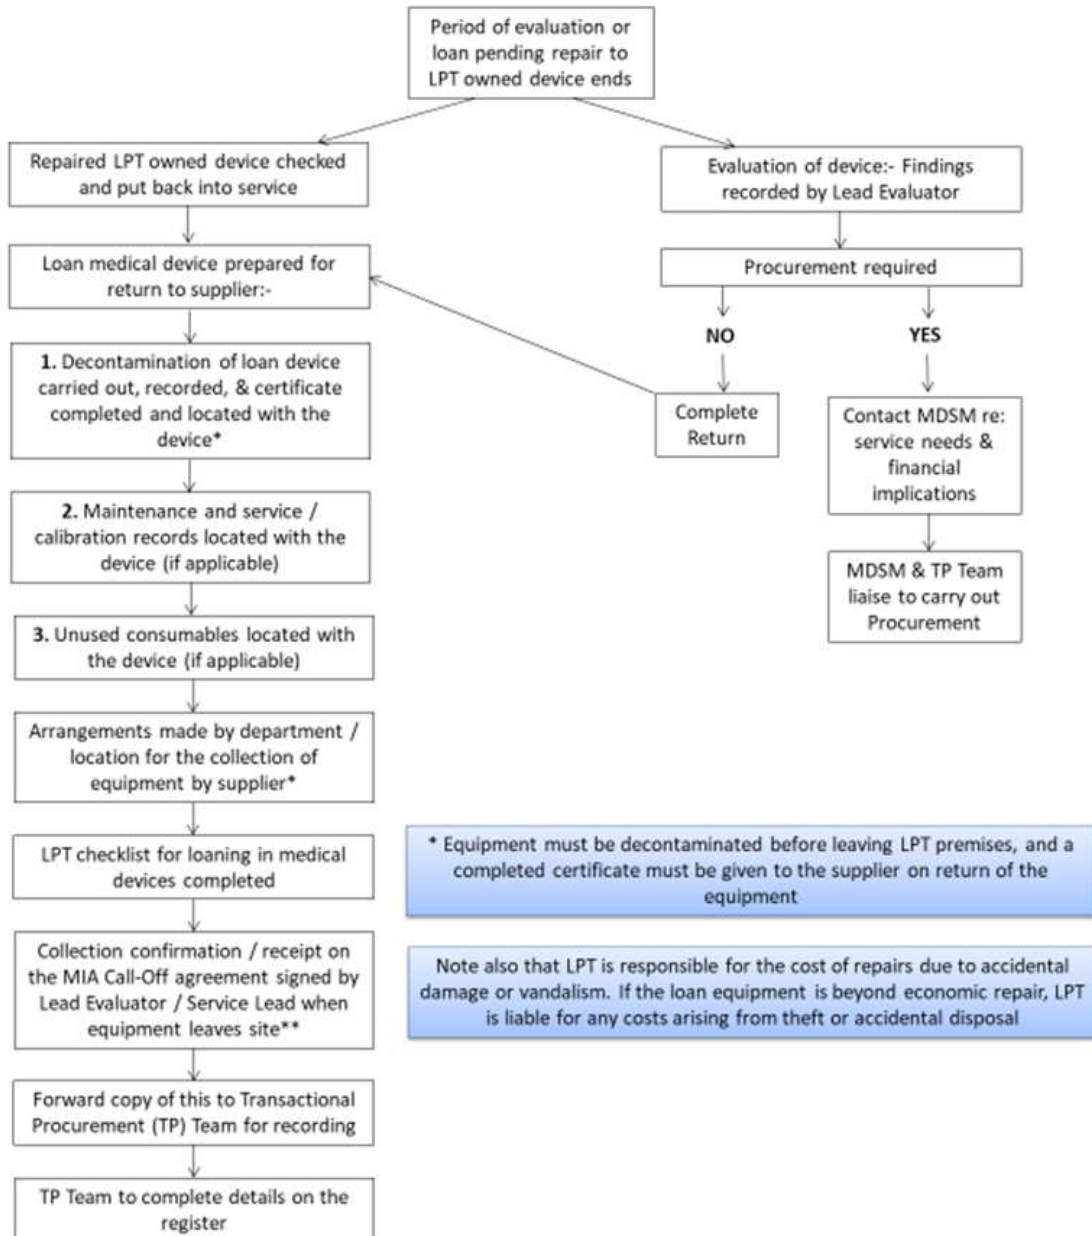 Period of evaluation or
loan pending repair to
LPT owned device ends
Repaired LPT owned device checked
and put back into service
Evaluation of device:- Findings
recorded by Lead Evaluator
Loan medical device prepared for
return to supplier:-
Procurement required
NO
YES
1. Decontamination of loan device
carried out, recorded, & certificate
completed and located with the
device*
Complete
Return
Contact MDSM re:
service needs &
financial
implications
2. Maintenance and service /
calibration records located with the
device (if applicable)
MDSM & TP Team
liaise to carry out
Procurement
3. Unused consumables located with
the device (if applicable)
Arrangements made by department /
location for the collection of
equipment by supplier*
LPT checklist for loaning in medical
devices completed
* Equipment must be decontaminated before leaving LPT premises, and a
completed certificate must be given to the supplier on return of the
equipment
Collection confirmation / receipt on
the MIA Call-Off agreement signed by
Lead Evaluator / Service Lead when
equipment leaves site**
Note also that LPT is responsible for the cost of repairs due to accidental
damage or vandalism. If the loan equipment is beyond economic repair, LPT
is liable for any costs arising from theft or accidental disposal
Forward copy of this to Transactional
Procurement (TP) Team for recording
TP Team to complete details on the
register